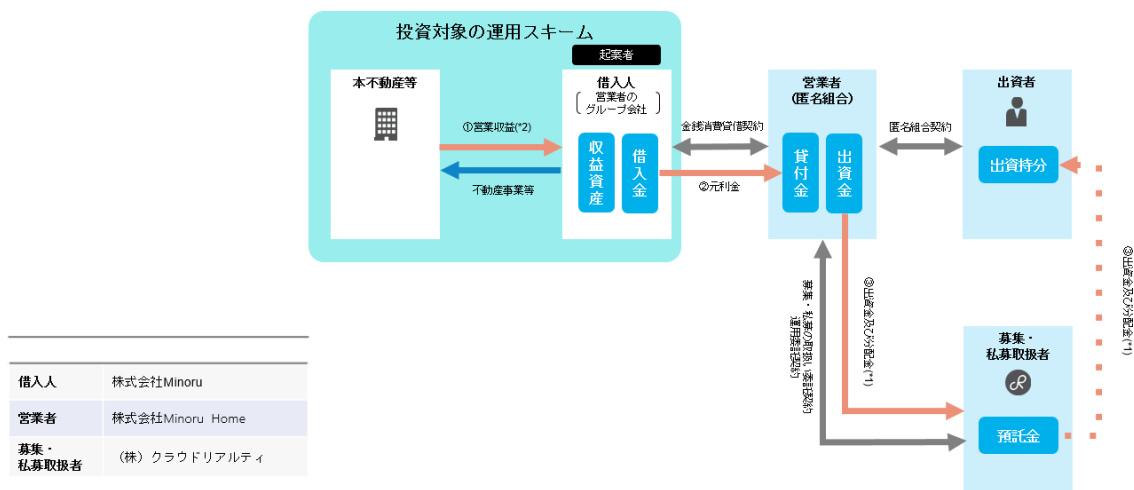 投資対象の運用スキーム
起案者
本不動産等
借入人
営業者の
グループ会社
営業者
(匿名組合)
出資者
①営業収益(*2)
不動産事業等
収益資産
借入金
金銭消費貸借契約
②元利金
貸付金
出資金
匿名組合契約
出資持分
募集・私募の取扱い委託契約
運用委託契約
③出資金及び分配金(*1)
③出資金及び分配金(*1)
募集・
私募取扱者
R
預託金
借入人 株式会社Minoru
営業者 株式会社Minoru Home
募集・
私募取扱者 (株)クラウドリアルティ